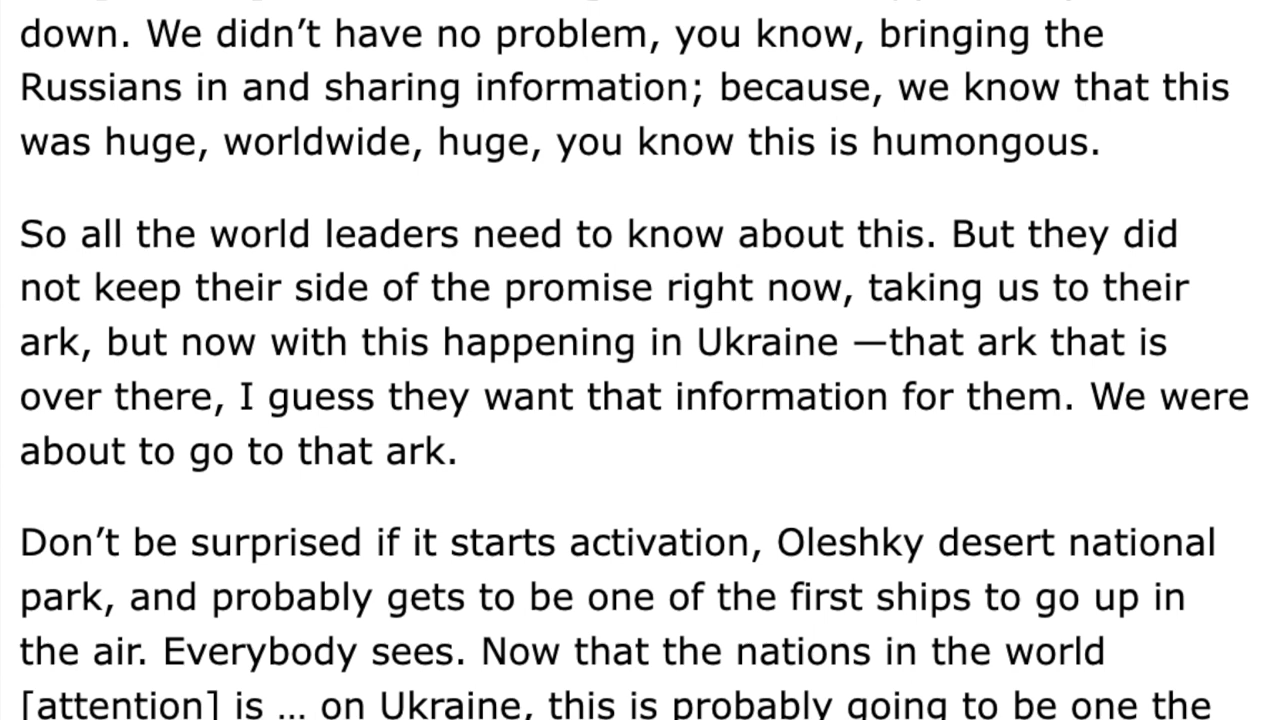 down. We didn’t have no problem, you know, bringing the
Russians in and sharing information; because, we know that this
was huge, worldwide, huge, you know this is humongous.
So all the world leaders need to know about this. But they did
not keep their side of the promise right now, taking us to their
ark, but now with this happening in Ukraine —that ark that is
over there, I guess they want that information for them. We were
about to go to that ark.
Don’t be surprised if it starts activation, Oleshky desert national
park, and probably gets to be one of the first ships to go up in
the air. Everybody sees. Now that the nations in the world
[attention] is ... on Ukraine, this is probably going to be one the